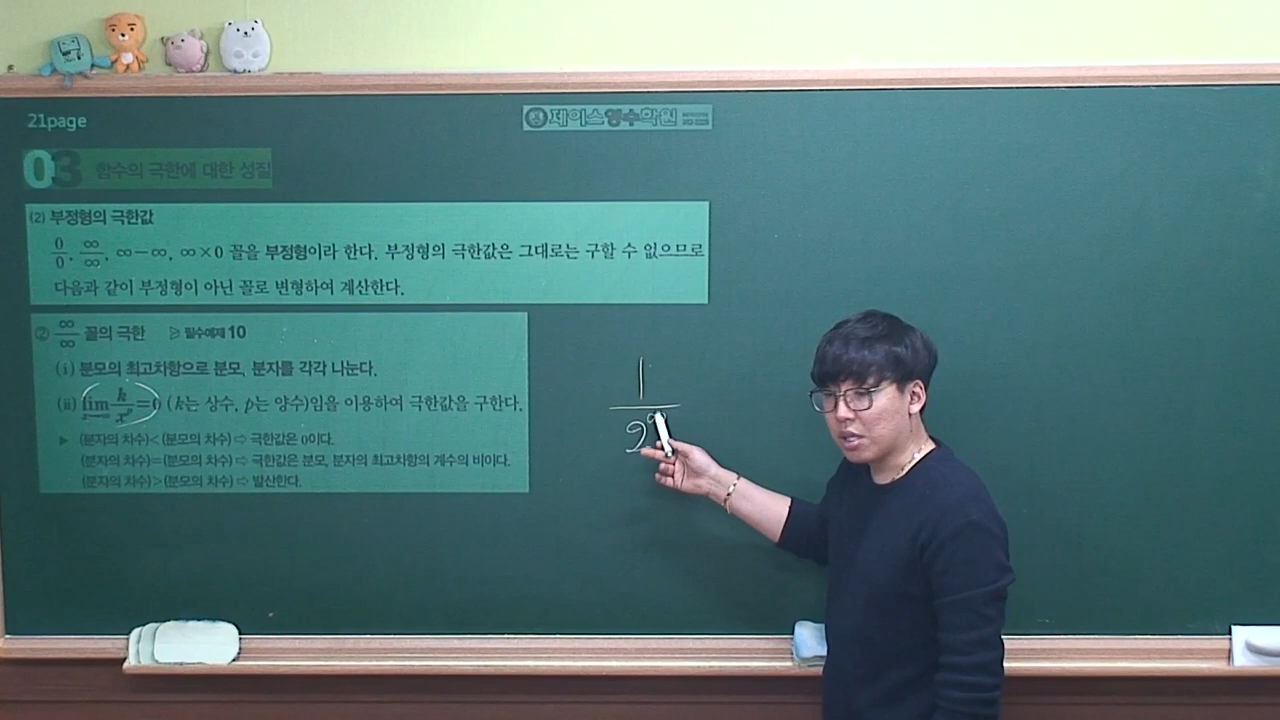 21page
제이스영수학원
03 함수의 극한에 대한 성질
(2) 부정형의 극한값
0/0, ∞/∞, ∞-∞, ∞×0 꼴을 부정형이라 한다. 부정형의 극한값은 그대로는 구할 수 없으므로
다음과 같이 부정형이 아닌 꼴로 변형하여 계산한다.
② ∞/∞ 꼴의 극한 ≥ 필수예제 10
(ⅰ) 분모의 최고차항으로 분모, 분자를 각각 나눈다.
(ⅱ) lim k/x^p=0 (k는 상수, p는 양수)임을 이용하여 극한값을 구한다.
▶ (분자의 차수)<(분모의 차수) ⇨ 극한값은 0이다.
(분자의 차수)=(분모의 차수) ⇨ 극한값은 분모, 분자의 최고차항의 계수의 비이다.
(분자의 차수)>(분모의 차수) ⇨ 발산한다.
1
2